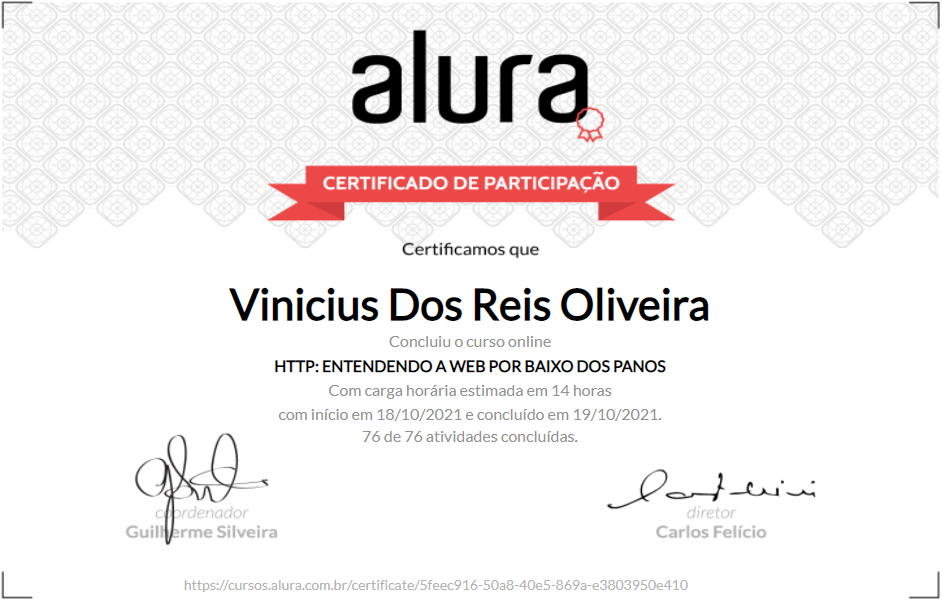 alura
CERTIFICADO DE PARTICIPAÇÃO
Certificamos que
Vinicius Dos Reis Oliveira
Concluiu o curso online
HTTP: ENTENDENDO A WEB POR BAIXO DOS PANOS
Com carga horária estimada em 14 horas
com início em 18/10/2021 e concluído em 19/10/2021.
76 de 76 atividades concluídas.
coordenador
Guilherme Silveira
diretor
Carlos Felício
https://cursos.alura.com.br/certificate/5feec916-50a8-40e5-869a-e3803950e410